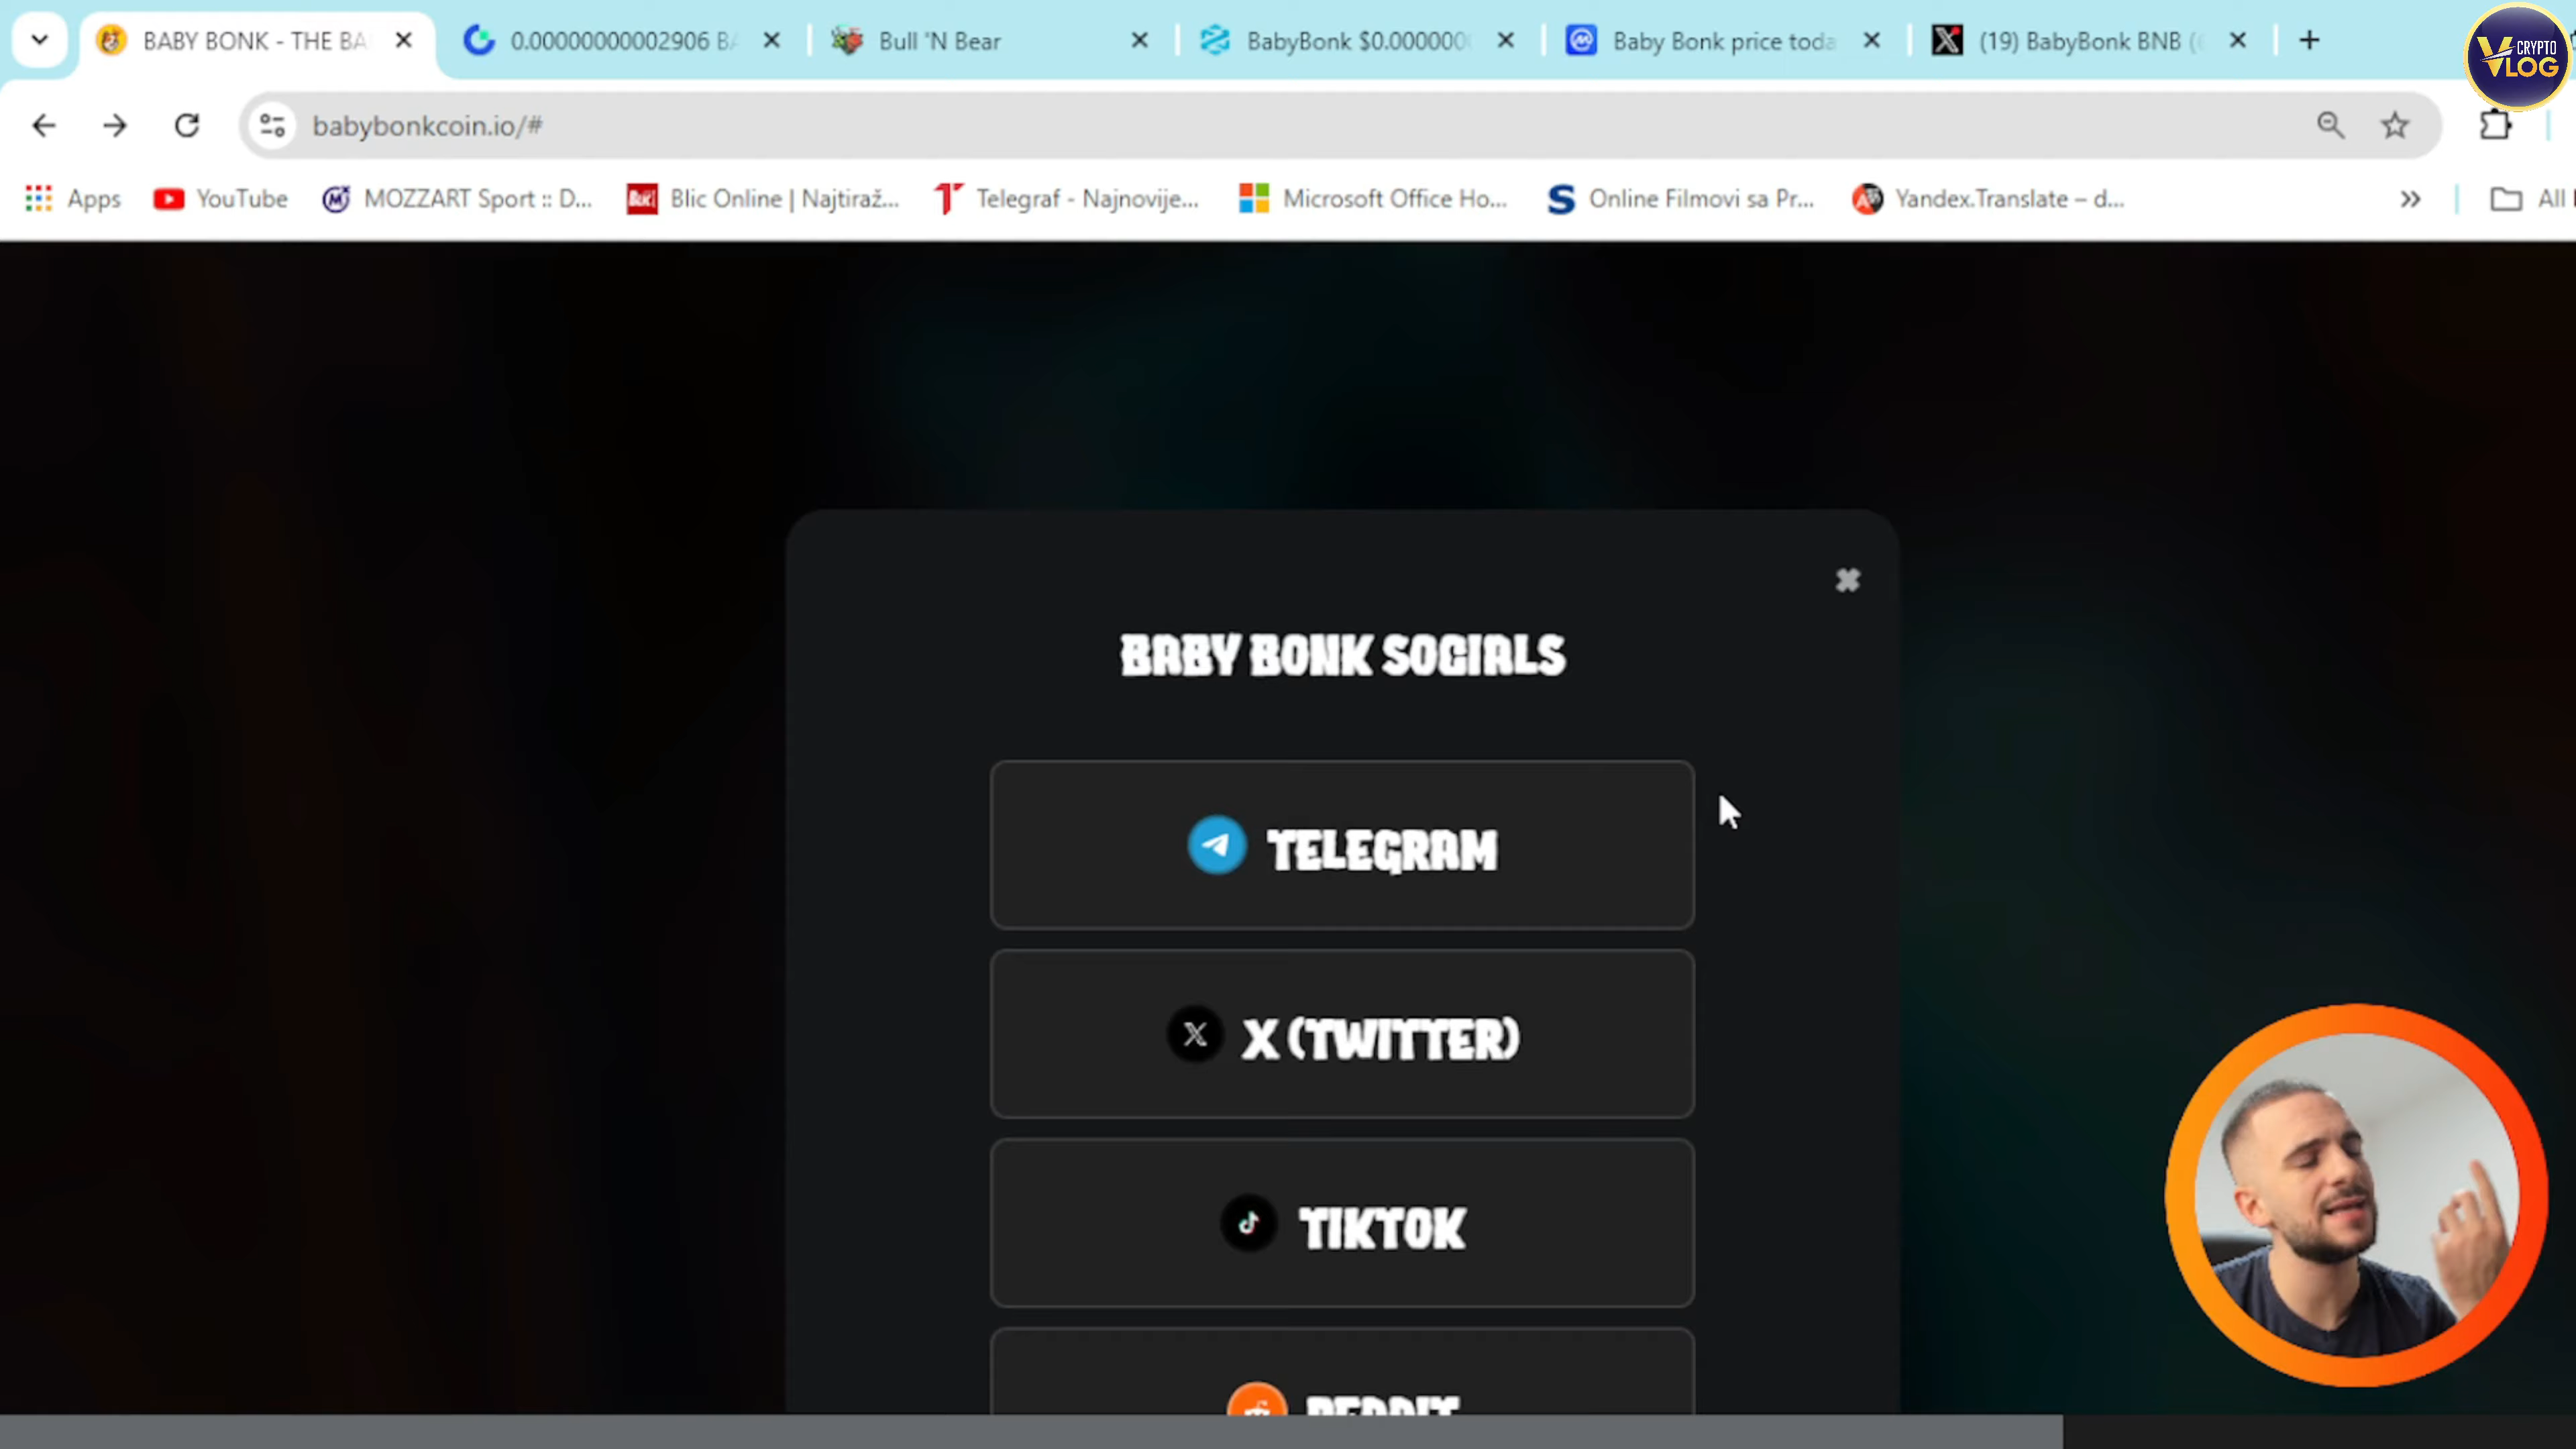 BABY BONK - THE BA
0.00000000002906 BA
Bull 'N Bear
BabyBonk $0.0000000
Baby Bonk price toda
(19) BabyBonk BNB (
CRYPTO
VLOG
babybonkcoin.io/#
Apps
YouTube
MOZZART Sport :: D...
Blic Online | Najtiraž...
Telegraf - Najnovije...
Microsoft Office Ho...
Online Filmovi sa Pr...
Yandex.Translate – d...
All
BABY BONK SOCIALS
TELEGRAM
X (TWITTER)
TIKTOK
REDDIT